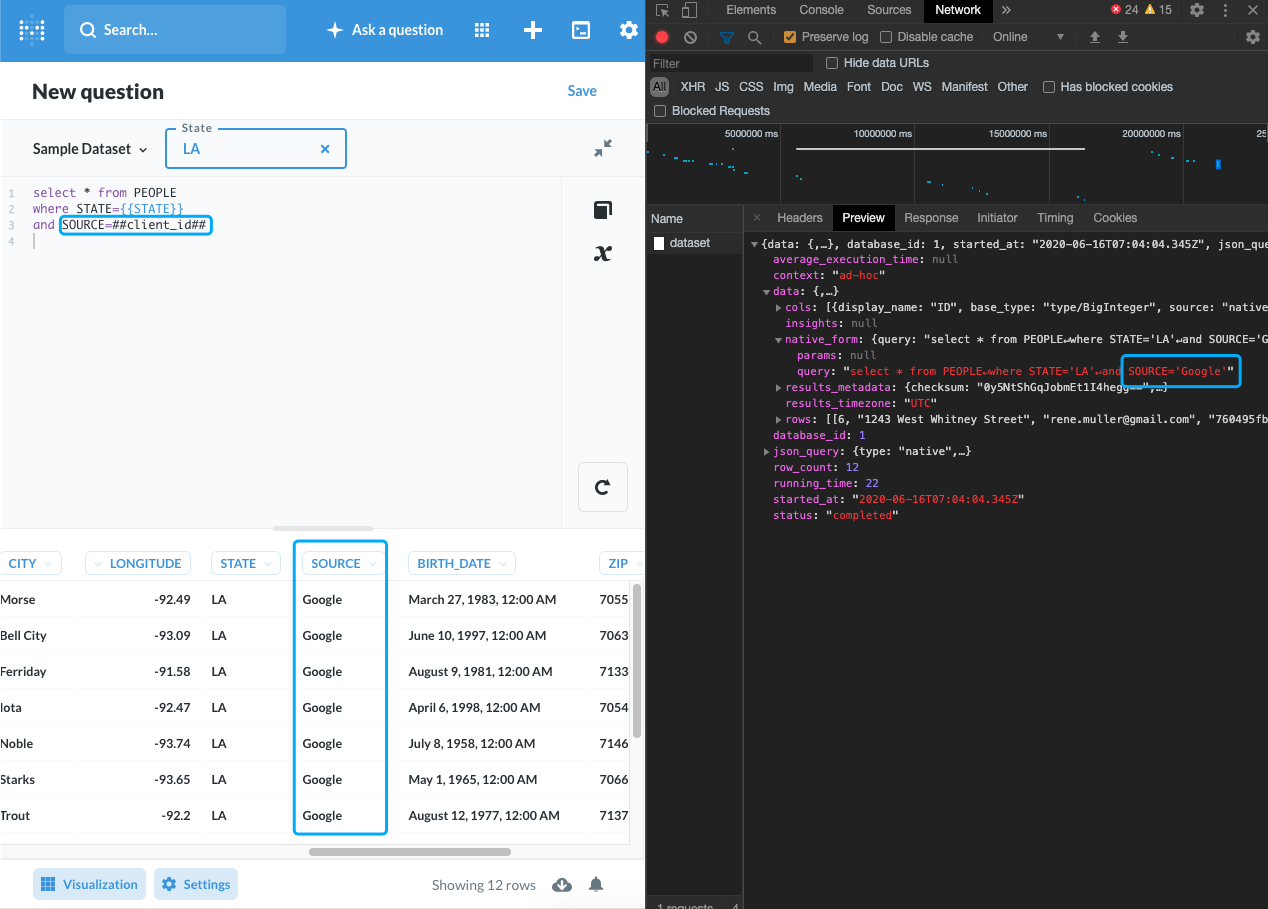 Search...
Ask a question
New question
Save
Sample Dataset
State
LA
1 select * from PEOPLE
2 where STATE={{STATE}}
3 and SOURCE=##client_id##
4
x
CITY LONGITUDE STATE SOURCE BIRTH_DATE ZIP
Morse -92.49 LA Google March 27, 1983, 12:00 AM 7055
Bell City -93.09 LA Google June 10, 1997, 12:00 AM 7063
Ferriday -91.58 LA Google August 9, 1981, 12:00 AM 7133
Iota -92.47 LA Google April 6, 1998, 12:00 AM 7054
Noble -93.74 LA Google July 8, 1958, 12:00 AM 7146
Starks -93.65 LA Google May 1, 1965, 12:00 AM 7066
Trout -92.2 LA Google August 12, 1977, 12:00 AM 7137
Visualization Settings Showing 12 rows
Elements Console Sources Network » 24 15
Preserve log Disable cache Online
Filter Hide data URLs
All XHR JS CSS Img Media Font Doc WS Manifest Other Has blocked cookies
Blocked Requests
5000000 ms 10000000 ms 15000000 ms 20000000 ms 25
Name
dataset
× Headers Preview Response Initiator Timing Cookies
{data: {,…}, database_id: 1, started_at: "2020-06-16T07:04:04.345Z", json_que
average_execution_time: null
context: "ad-hoc"
data: {,…}
cols: [{display_name: "ID", base_type: "type/BigInteger", source: "native
insights: null
native_form: {query: "select * from PEOPLE↵where STATE='LA'↵and SOURCE='G
params: null
query: "select * from PEOPLE↵where STATE='LA'↵and SOURCE='Google'"
results_metadata: {checksum: "0y5NtShGqJobmEt1I4hegg==",…}
results_timezone: "UTC"
rows: [[6, "1243 West Whitney Street", "rene.muller@gmail.com", "760495fb
database_id: 1
json_query: {type: "native",…}
row_count: 12
running_time: 22
started_at: "2020-06-16T07:04:04.345Z"
status: "completed"
1 requests 4